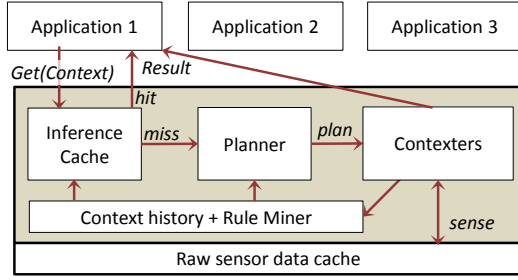 Application 1
Application 2
Application 3
Get(Context)
Result
hit
Inference
Cache
miss
Planner
plan
Contexters
Context history + Rule Miner
sense
Raw sensor data cache